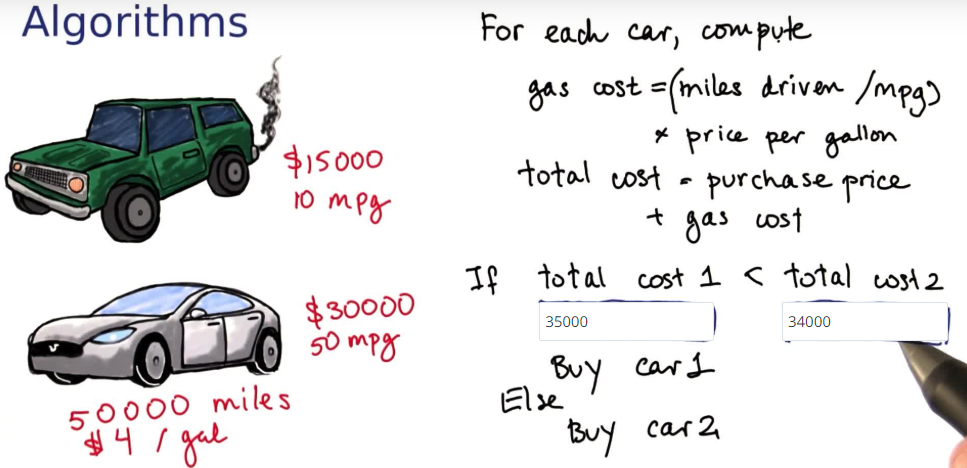 Algorithms
$15000
10 mpg
$30000
50 mpg
50000 miles
$4 / gal
For each car, compute
gas cost = (miles driven / mpg)
* price per gallon
total cost = purchase price
+ gas cost
If total cost 1 < total cost 2
35000 34000
Buy car 1
Else
Buy car 2